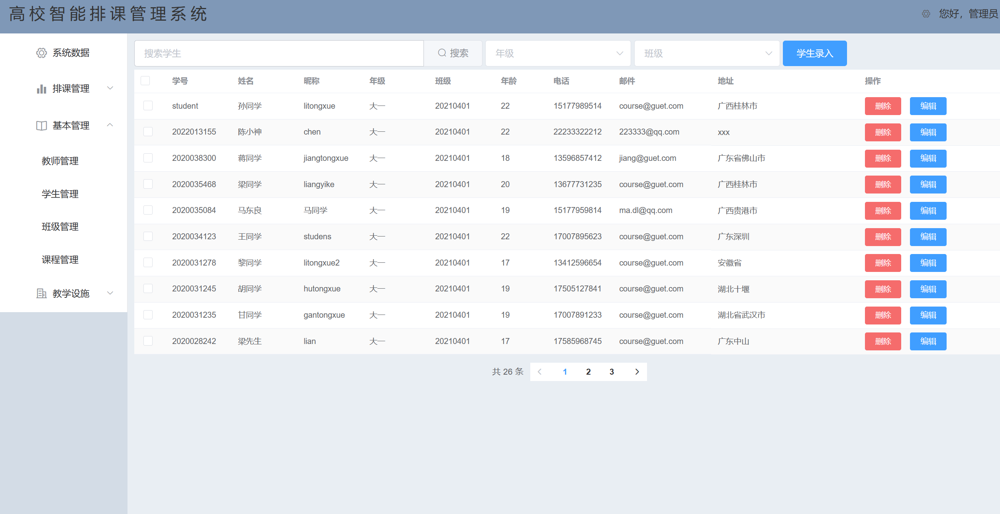 高校智能排课管理系统
您好，管理员
系统数据
排课管理
基本管理
教师管理
学生管理
班级管理
课程管理
教学设施
搜索学生 搜索 年级 班级 学生录入
学号 姓名 昵称 年级 班级 年龄 电话 邮件 地址 操作
student 孙同学 litongxue 大一 20210401 22 15177989514 course@guet.com 广西桂林市 删除 编辑
2022013155 陈小神 chen 大一 20210401 22 22233322212 223333@qq.com xxx 删除 编辑
2020038300 蒋同学 jiangtongxue 大一 20210401 18 13596857412 jiang@guet.com 广东省佛山市 删除 编辑
2020035468 梁同学 liangyike 大一 20210401 20 13677731235 course@guet.com 广西桂林市 删除 编辑
2020035084 马东良 马同学 大一 20210401 19 15177959814 ma.dl@qq.com 广西贵港市 删除 编辑
2020034123 王同学 studens 大一 20210401 22 17007895623 course@guet.com 广东深圳 删除 编辑
2020031278 黎同学 litongxue2 大一 20210401 17 13412596654 course@guet.com 安徽省 删除 编辑
2020031245 胡同学 hutongxue 大一 20210401 19 17505127841 course@guet.com 湖北十堰 删除 编辑
2020031235 甘同学 gantongxue 大一 20210401 19 17007891233 course@guet.com 湖北省武汉市 删除 编辑
2020028242 梁先生 lian 大一 20210401 17 17585968745 course@guet.com 广东中山 删除 编辑
共 26 条 1 2 3